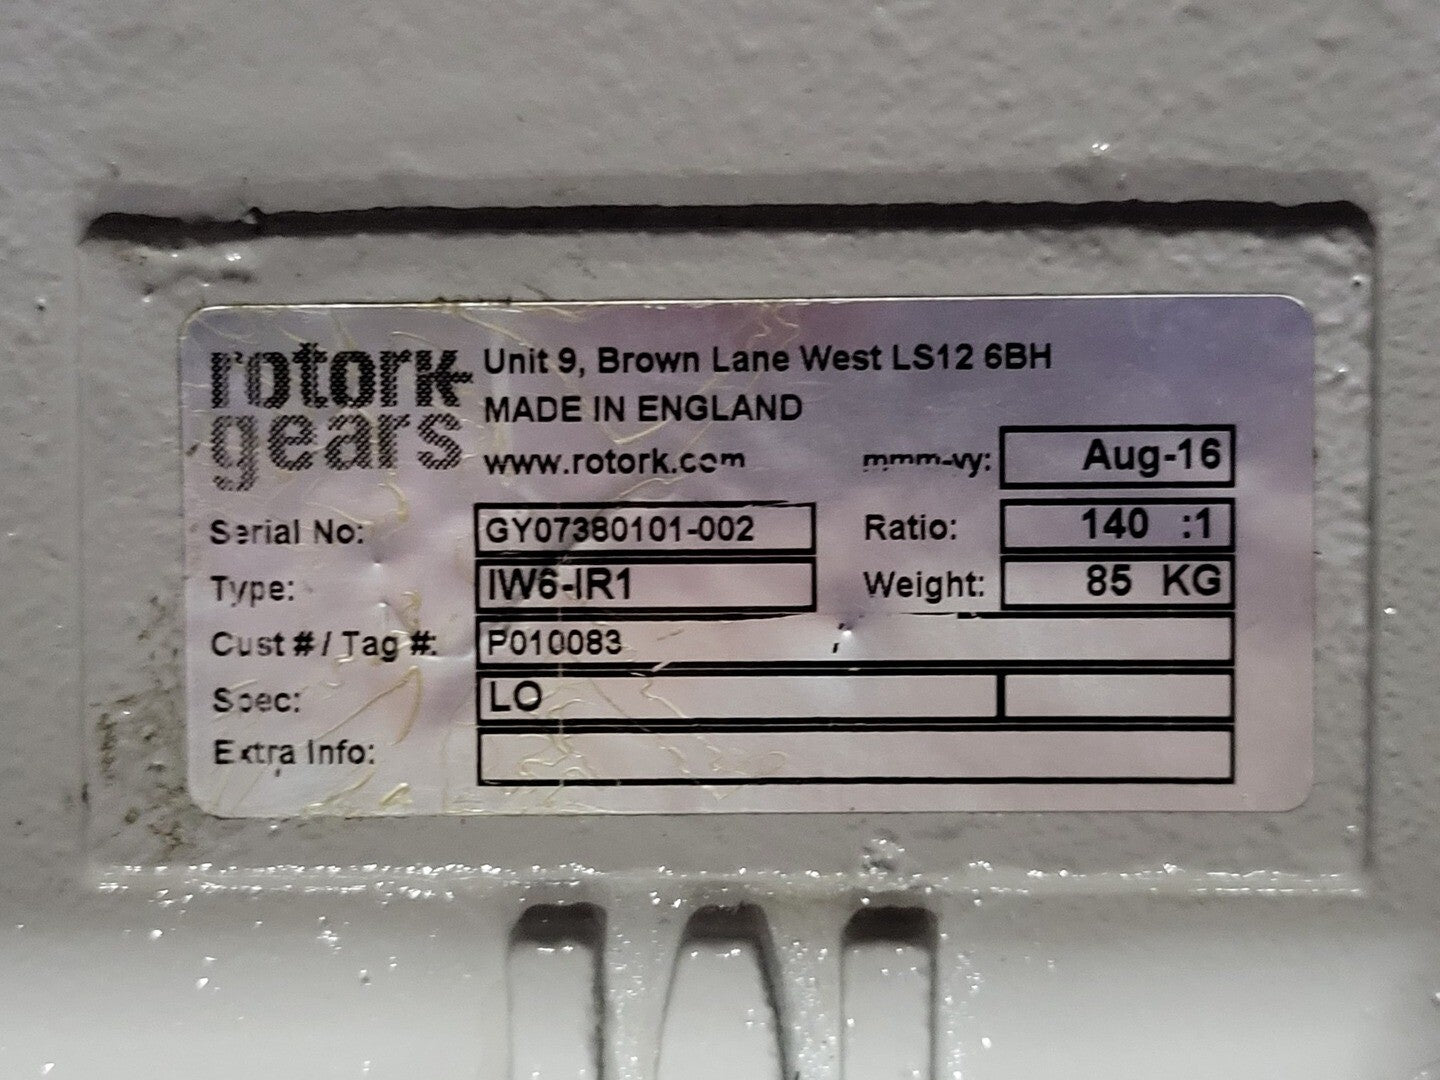 rotork gears
Unit 9, Brown Lane West LS12 6BH
MADE IN ENGLAND
www.rotork.com
mmm-yy: Aug-16
Serial No: GY07380101-002
Ratio: 140 :1
Type: IW6-IR1
Weight: 85 KG
Cust # / Tag #: P010083
Spec: LO
Extra Info: